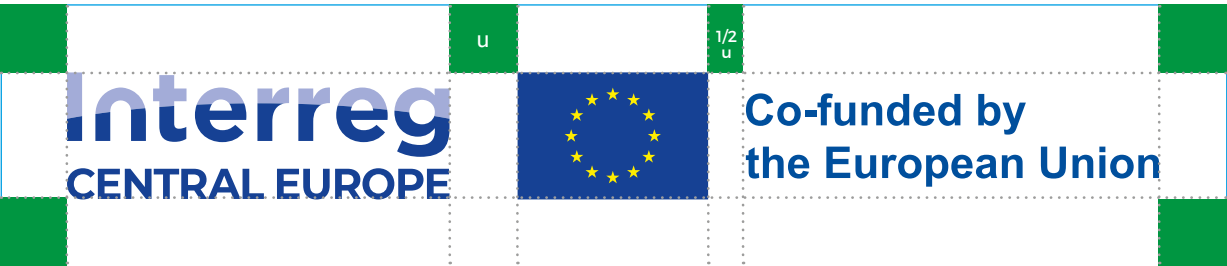 u
1/2
u
Interreg
CENTRAL EUROPE
Co-funded by
the European Union